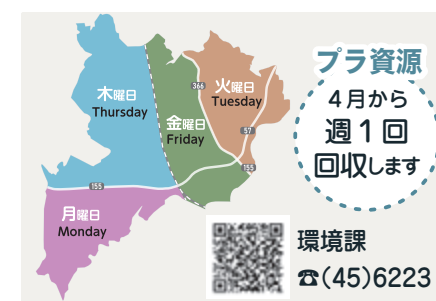 木曜日
Thursday
火曜日
Tuesday
金曜日
Friday
月曜日
Monday
366
57
155
155
プラ資源
4月から
週1回
回収します
環境課
☎(45)6223